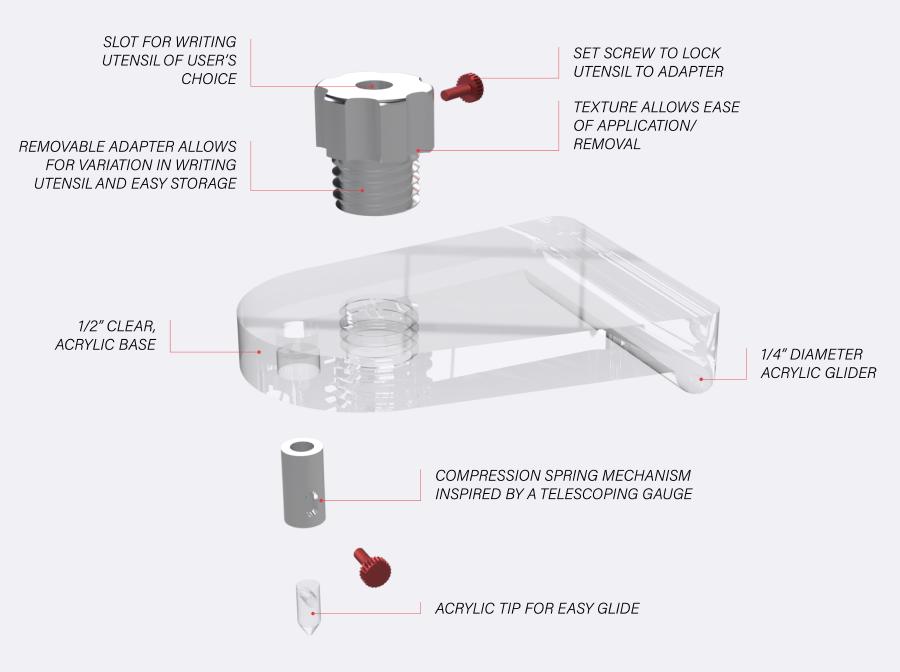 SLOT FOR WRITING
UTENSIL OF USER'S
CHOICE
SET SCREW TO LOCK
UTENSIL TO ADAPTER
TEXTURE ALLOWS EASE
OF APPLICATION/
REMOVAL
REMOVABLE ADAPTER ALLOWS
FOR VARIATION IN WRITING
UTENSIL AND EASY STORAGE
1/2" CLEAR,
ACRYLIC BASE
1/4" DIAMETER
ACRYLIC GLIDER
COMPRESSION SPRING MECHANISM
INSPIRED BY A TELESCOPING GAUGE
ACRYLIC TIP FOR EASY GLIDE